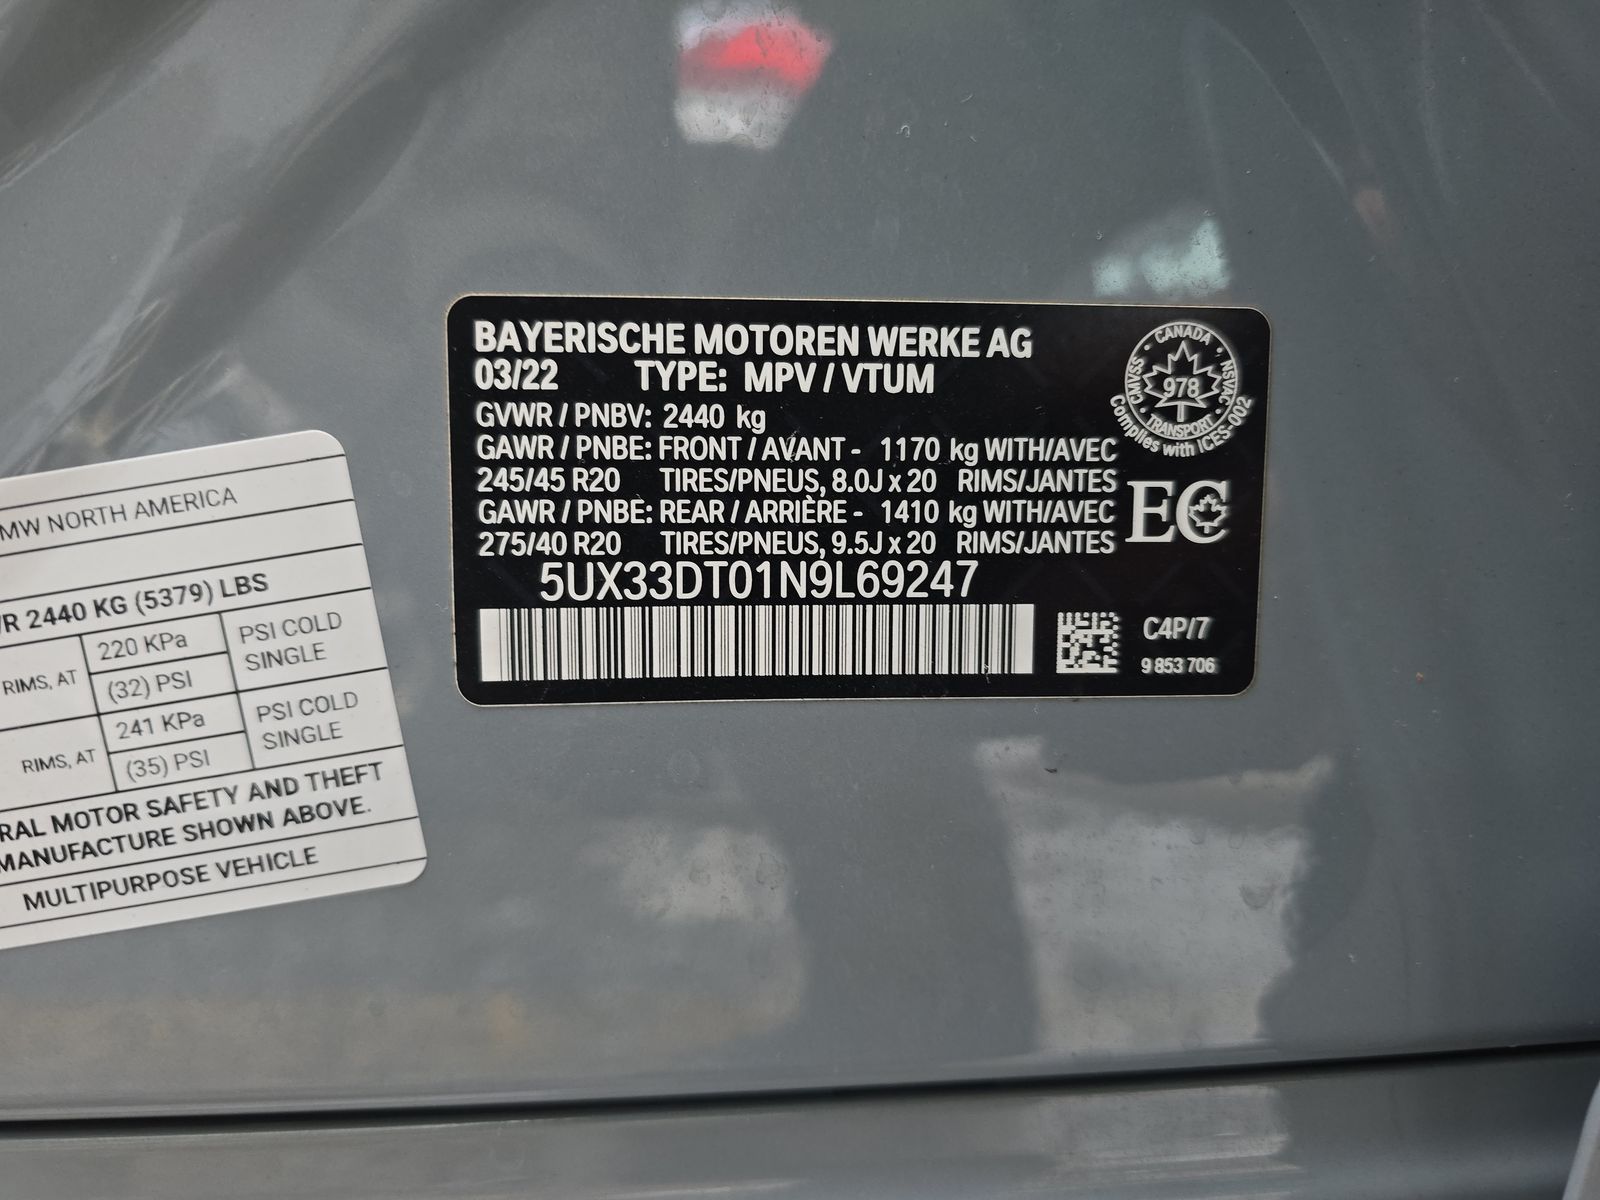 BAYERISCHE MOTOREN WERKE AG
03/22 TYPE: MPV / VTUM
GVWR / PNBV: 2440 kg
GAWR / PNBE: FRONT / AVANT - 1170 kg WITH/AVEC
245/45 R20 TIRES/PNEUS, 8.0J x 20 RIMS/JANTES
GAWR / PNBE: REAR / ARRIÈRE - 1410 kg WITH/AVEC
275/40 R20 TIRES/PNEUS, 9.5J x 20 RIMS/JANTES
5UX33DT01N9L69247
C4P/7
9 853 706
CANADA
CMVSS NSVAC
978
TRANSPORT
Complies with ICES-002
EC
MW NORTH AMERICA
/R 2440 KG (5379) LBS
RIMS, AT 220 KPa PSI COLD
(32) PSI SINGLE
RIMS, AT 241 KPa PSI COLD
(35) PSI SINGLE
RAL MOTOR SAFETY AND THEFT
MANUFACTURE SHOWN ABOVE.
MULTIPURPOSE VEHICLE